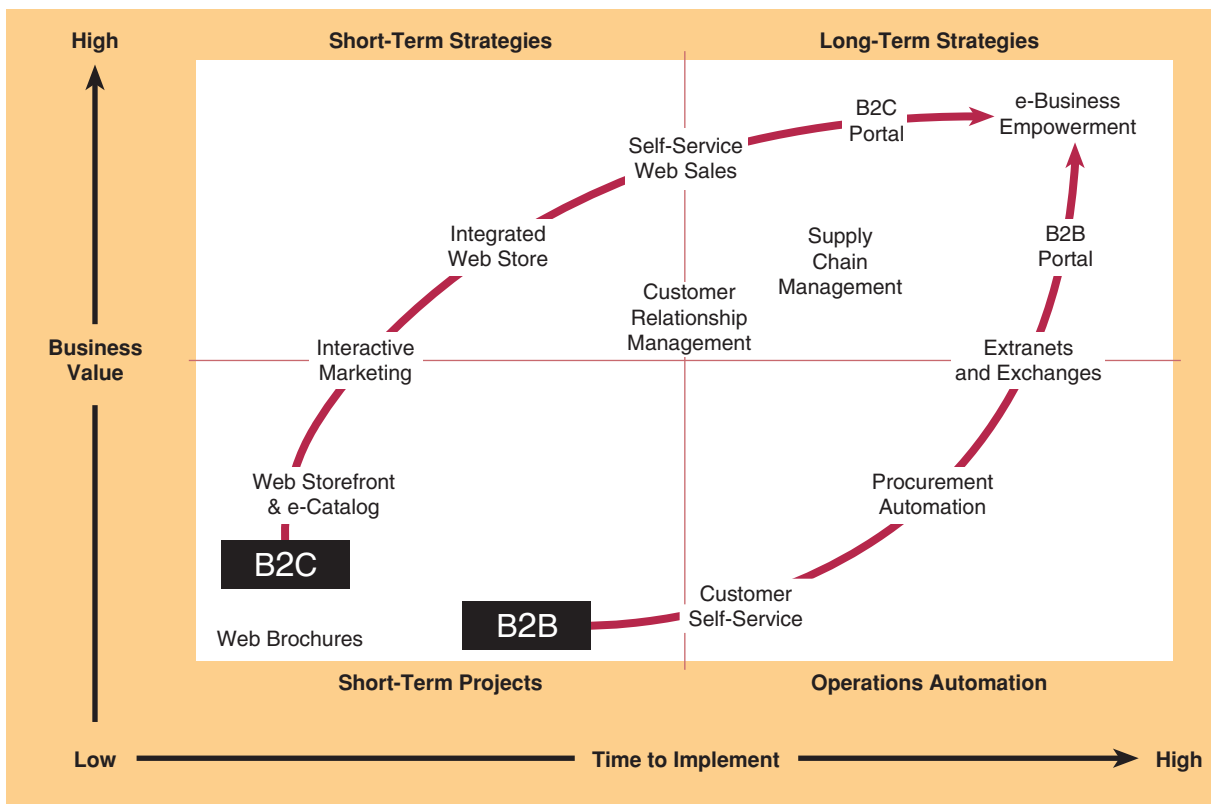 High
Short-Term Strategies
Long-Term Strategies
B2C
Portal
e-Business
Empowerment
Self-Service
Web Sales
Integrated
Web Store
Supply
Chain
Management
B2B
Portal
Customer
Relationship
Management
Business
Value
Interactive
Marketing
Extranets
and Exchanges
Web Storefront
& e-Catalog
Procurement
Automation
B2C
Customer
Self-Service
B2B
Web Brochures
Short-Term Projects
Operations Automation
Low
Time to Implement
High